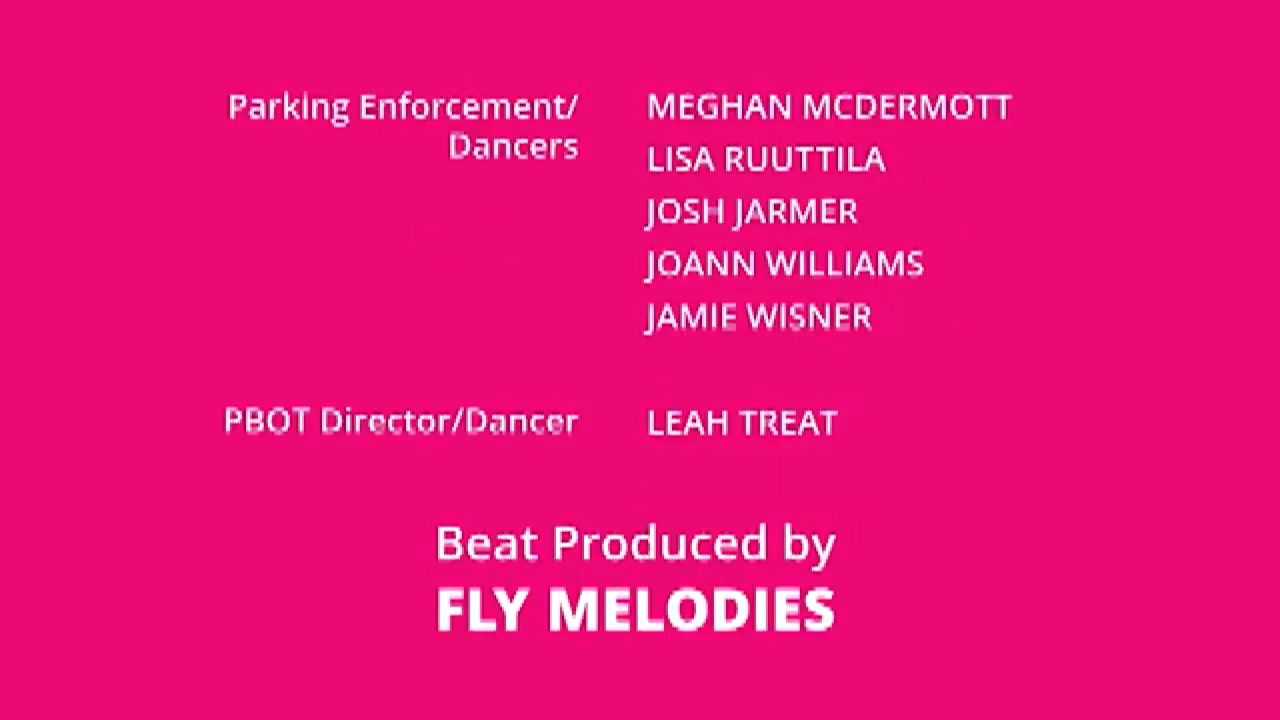 Parking Enforcement/ MEGHAN MCDERMOTT
Dancers
LISA RUUTTILA
JOSH JARMER
JOANN WILLIAMS
JAMIE WISNER
PBOT Director/Dancer LEAH TREAT
Beat Produced by
FLY MELODIES